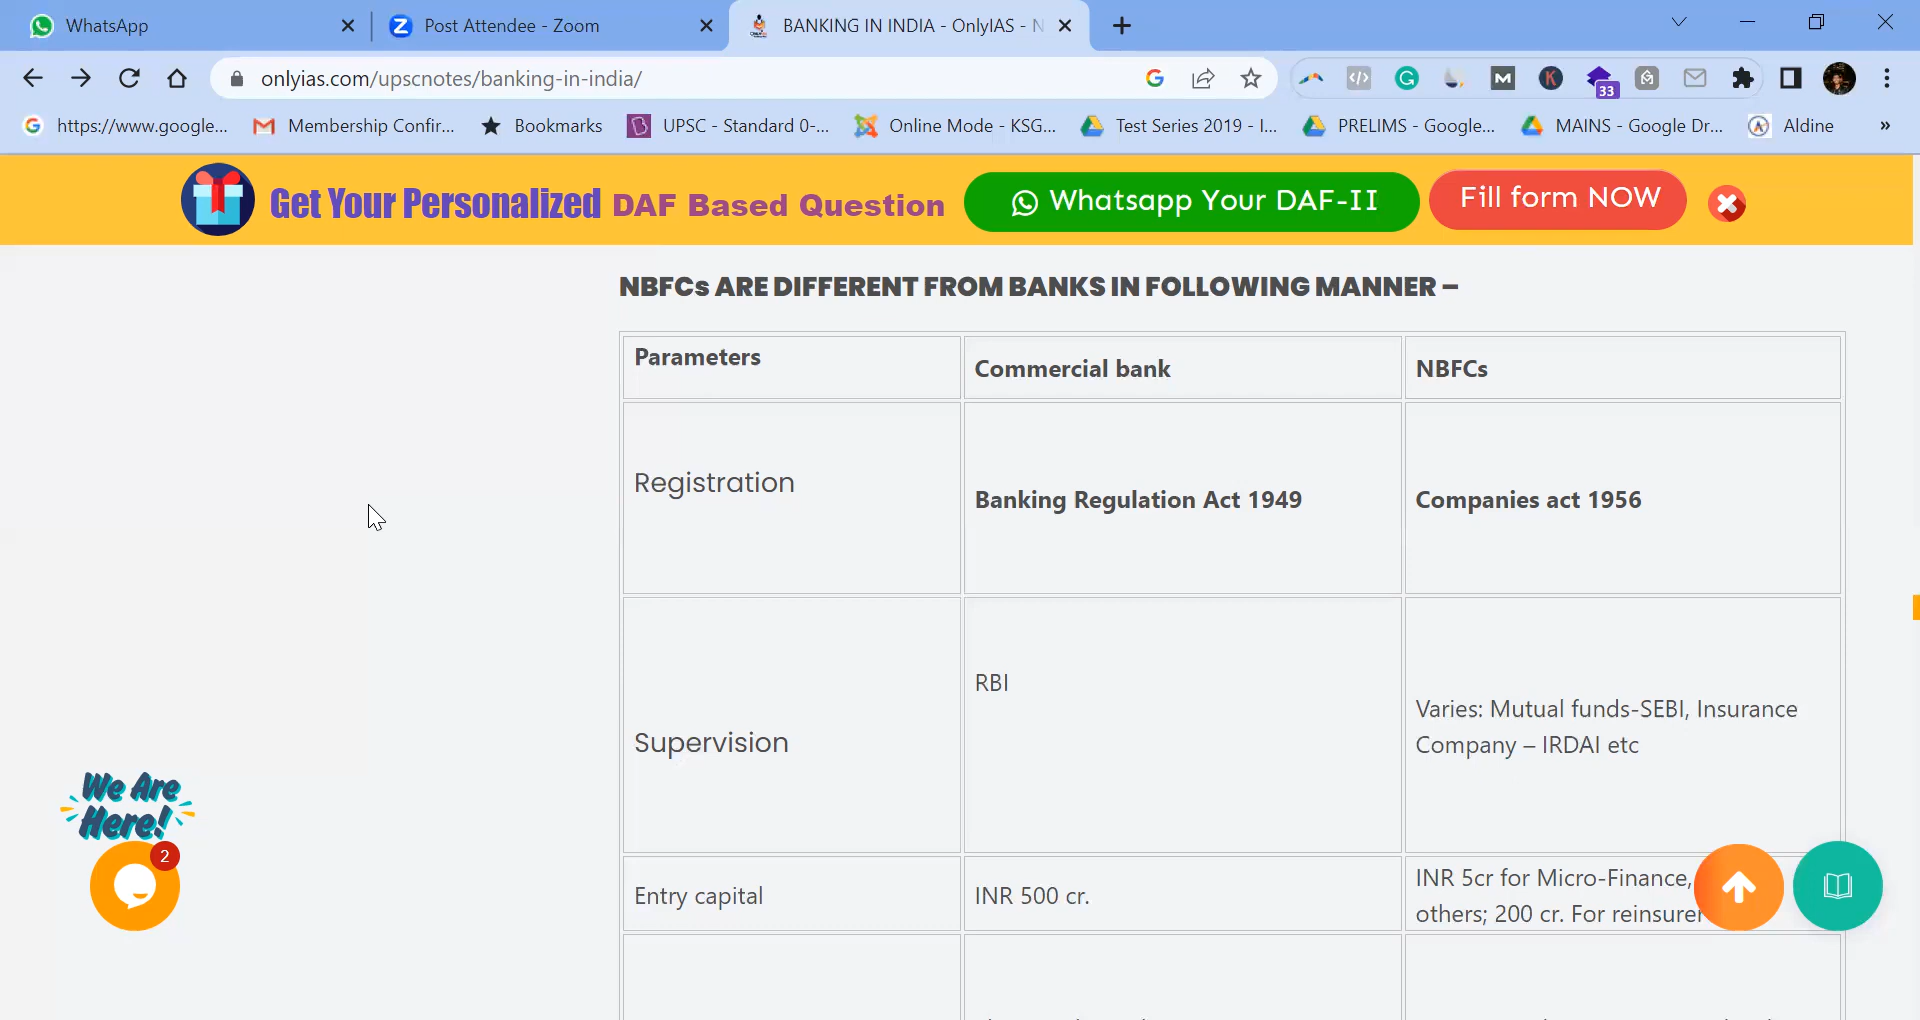 WhatsApp
Post Attendee - Zoom
BANKING IN INDIA - OnlyIAS - N
onlyias.com/upscnotes/banking-in-india/
33
https://www.google...
Membership Confir...
Bookmarks
UPSC - Standard 0-...
Online Mode - KSG...
Test Series 2019 - I...
PRELIMS - Google...
MAINS - Google Dr...
Aldine
»
Get Your Personalized DAF Based Question
Whatsapp Your DAF-II
Fill form NOW
NBFCs ARE DIFFERENT FROM BANKS IN FOLLOWING MANNER –
Parameters
Commercial bank
NBFCs
Registration
Banking Regulation Act 1949
Companies act 1956
Supervision
RBI
Varies: Mutual funds-SEBI, Insurance
Company – IRDAI etc
Entry capital
INR 500 cr.
INR 5cr for Micro-Finance,
others; 200 cr. For reinsurer
We Are
Here!
2